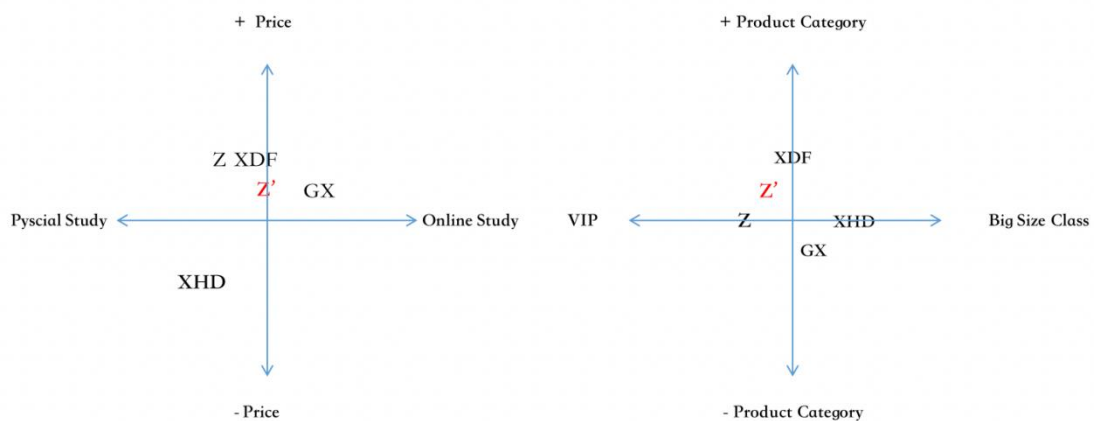 + Price
Z XDF
Z'
GX
Pyscial Study
Online Study
XHD
- Price
+ Product Category
XDF
Z'
VIP
Z
XHD
Big Size Class
GX
- Product Category